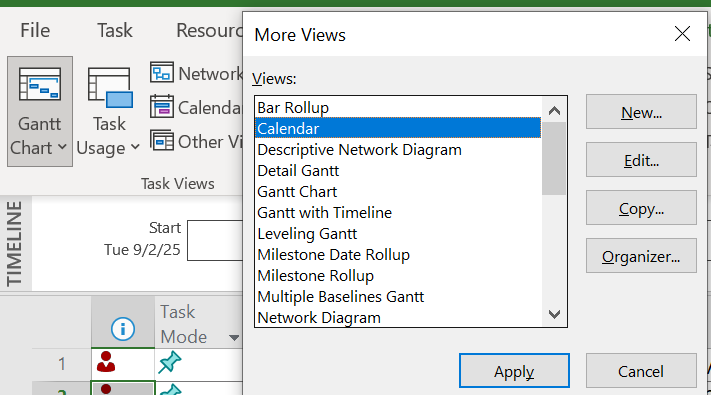 File Task Resourc
More Views
Views:
Bar Rollup
Calendar
Descriptive Network Diagram
Detail Gantt
Gantt Chart
Gantt with Timeline
Leveling Gantt
Milestone Date Rollup
Milestone Rollup
Multiple Baselines Gantt
Network Diagram
New...
Edit...
Copy...
Organizer...
Apply
Cancel
Gantt
Chart
Task
Usage
Network
Calenda
Other Vi
Task Views
TIMELINE
Start
Tue 9/2/25
Task
Mode
1